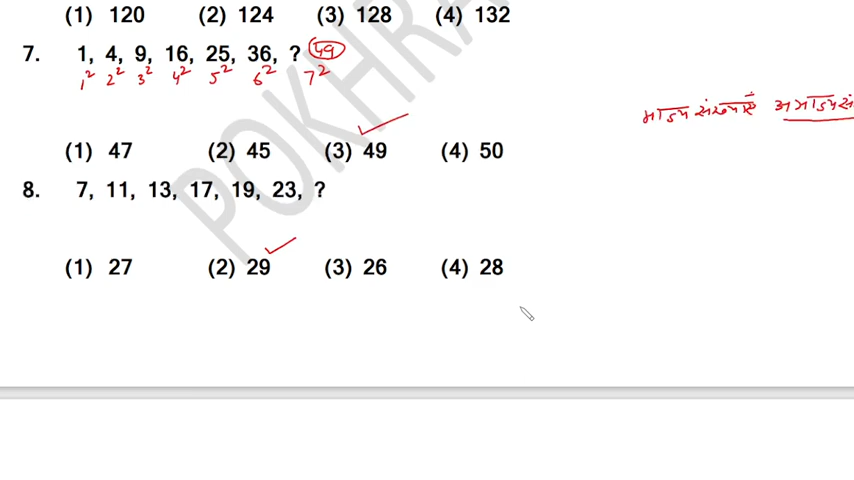 (1) 120 (2) 124 (3) 128 (4) 132
7. 1, 4, 9, 16, 25, 36, ? 49
1² 2² 3² 4² 5² 6² 7²
(1) 47 (2) 45 (3) 49 (4) 50
8. 7, 11, 13, 17, 19, 23, ?
(1) 27 (2) 29 (3) 26 (4) 28
POKHRA